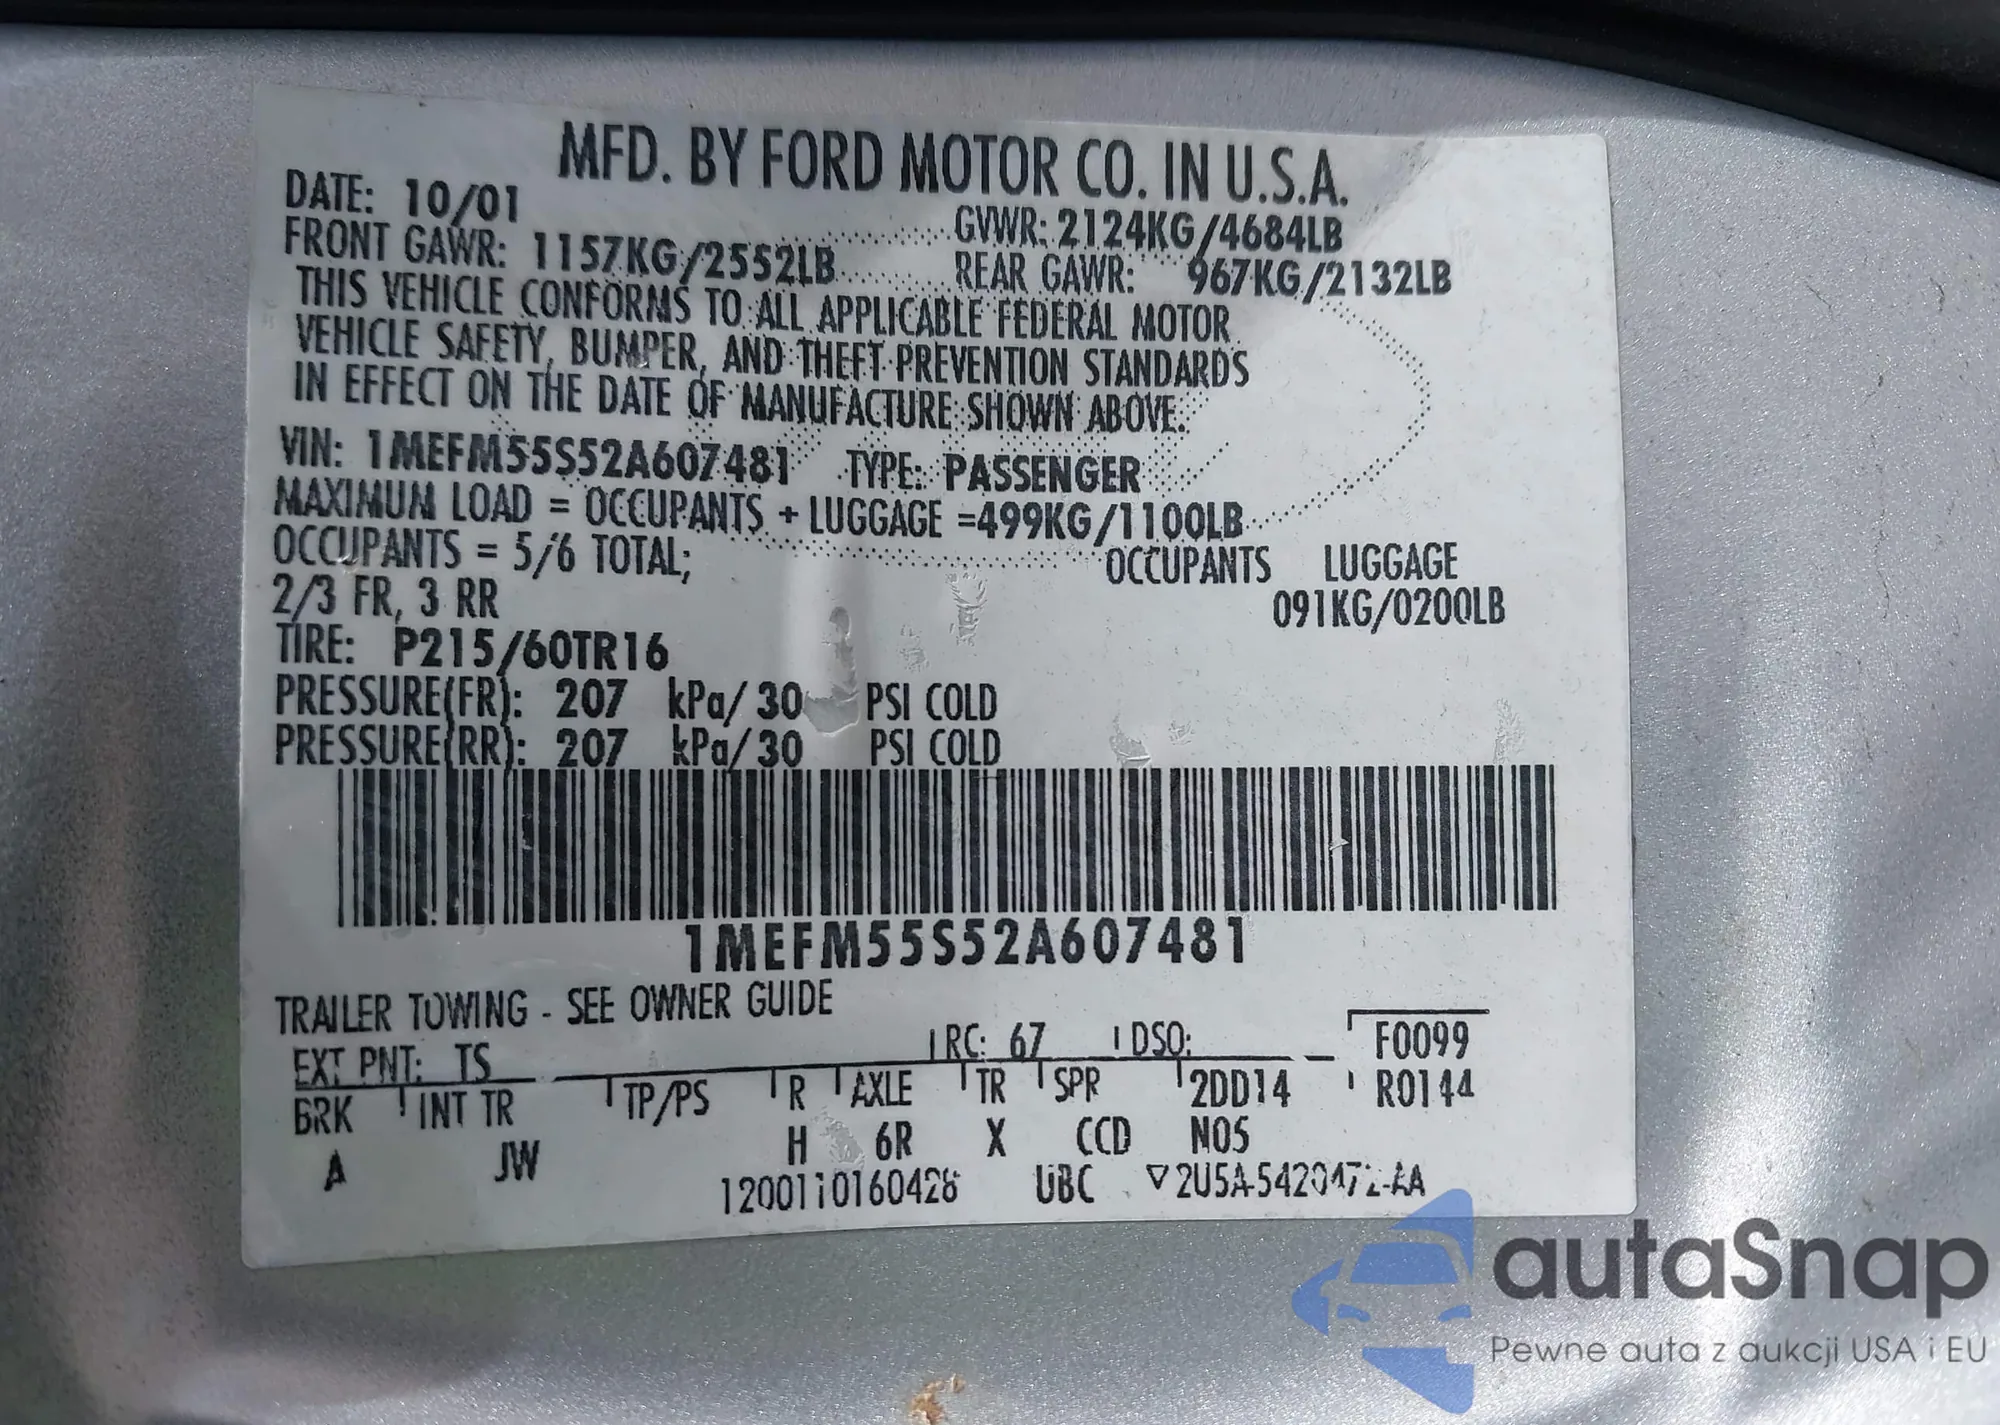 MFD. BY FORD MOTOR CO. IN U.S.A.
DATE: 10/01 GVWR: 2124KG/4684LB
FRONT GAWR: 1157KG/2552LB REAR GAWR: 967KG/2132LB
THIS VEHICLE CONFORMS TO ALL APPLICABLE FEDERAL MOTOR
VEHICLE SAFETY, BUMPER, AND THEFT PREVENTION STANDARDS
IN EFFECT ON THE DATE OF MANUFACTURE SHOWN ABOVE.
VIN: 1MEFM55S52A607481 TYPE: PASSENGER
MAXIMUM LOAD = OCCUPANTS + LUGGAGE =499KG/1100LB
OCCUPANTS = 5/6 TOTAL; OCCUPANTS LUGGAGE
2/3 FR, 3 RR 091KG/0200LB
TIRE: P215/60TR16
PRESSURE(FR): 207 kPa/ 30 PSI COLD
PRESSURE(RR): 207 kPa/ 30 PSI COLD
1MEFM55S52A607481
TRAILER TOWING - SEE OWNER GUIDE
EXT PNT: TS RC: 67 DSO: F0099
BRK INT TR TP/PS R AXLE TR SPR 2DD14 R0144
A JW H 6R X CCD N05
1200110160428 UBC ▽2U5A-5420472-AA
autaSnap
Pewne auta z aukcji USA i EU